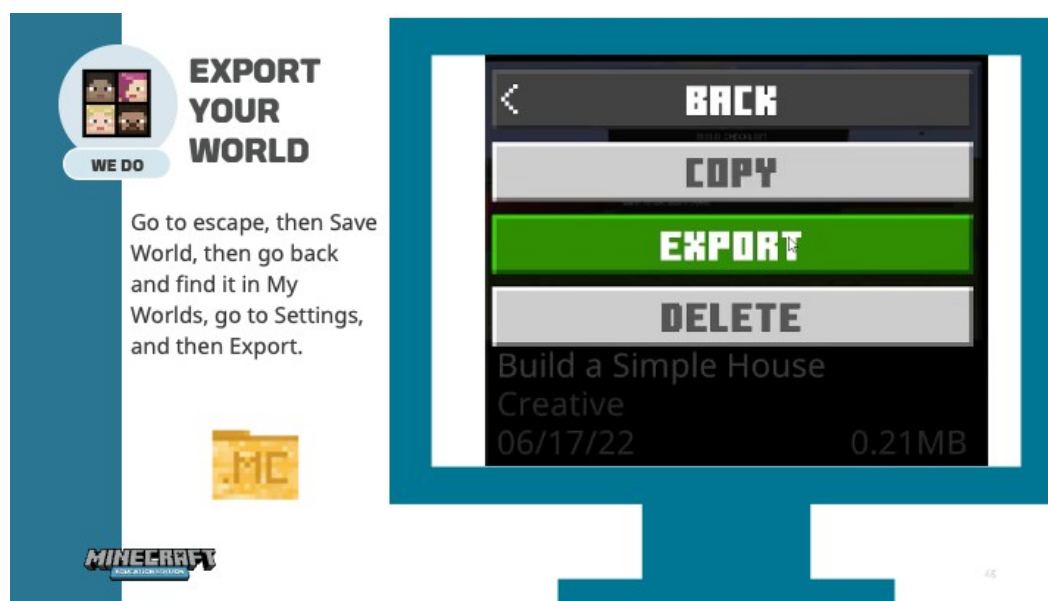 EXPORT
YOUR
WORLD
WE DO
Go to escape, then Save
World, then go back
and find it in My
Worlds, go to Settings,
and then Export.
.MC
MINECRAFT
EDUCATION EDITION
BACK
COPY
EXPORT
DELETE
Build a Simple House
Creative
06/17/22 0.21MB